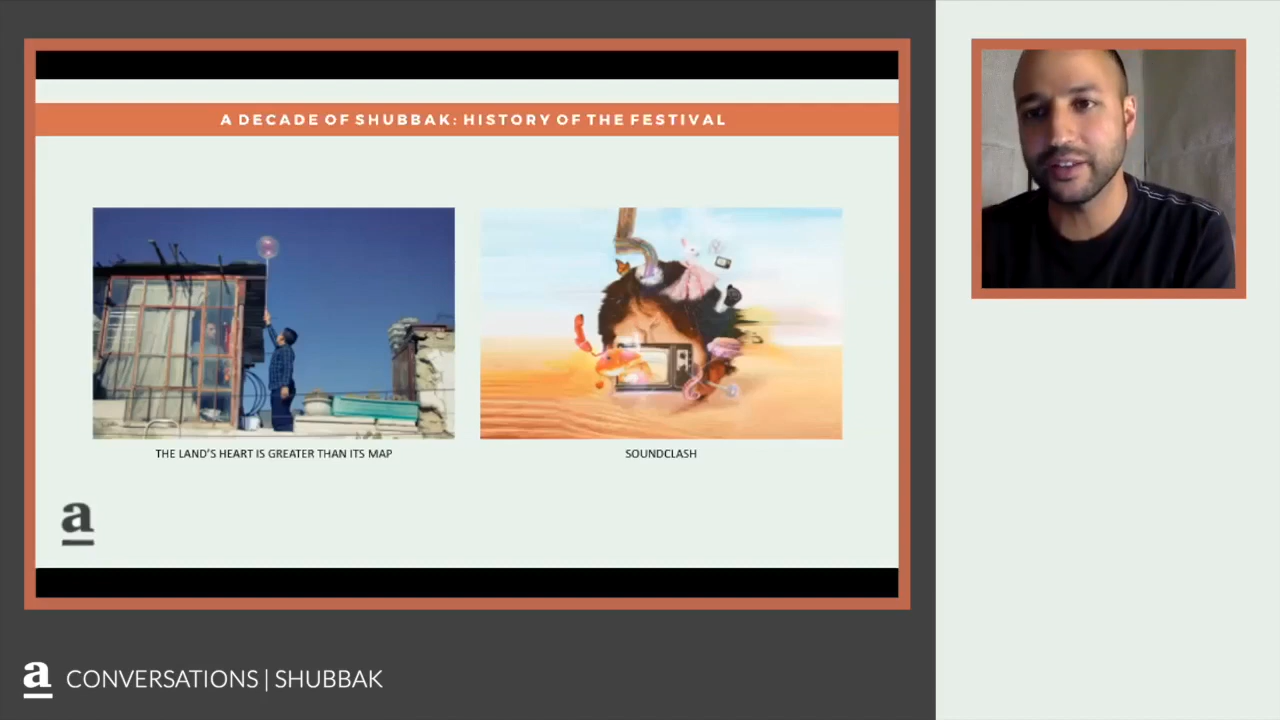 A DECADE OF SHUBBAK: HISTORY OF THE FESTIVAL
THE LAND'S HEART IS GREATER THAN ITS MAP
SOUNDCLASH
a
a CONVERSATIONS | SHUBBAK